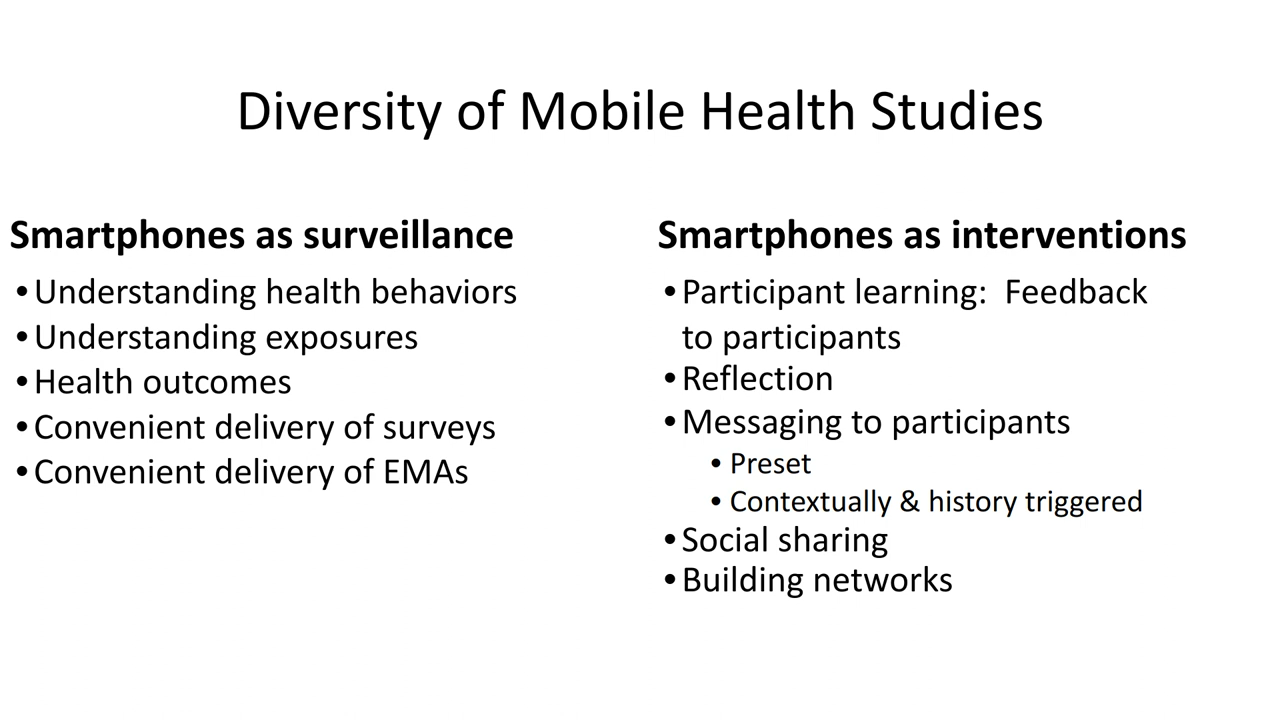 Diversity of Mobile Health Studies
Smartphones as surveillance
•Understanding health behaviors
•Understanding exposures
•Health outcomes
•Convenient delivery of surveys
•Convenient delivery of EMAs
Smartphones as interventions
•Participant learning:  Feedback
to participants
•Reflection
•Messaging to participants
• Preset
• Contextually & history triggered
•Social sharing
•Building networks